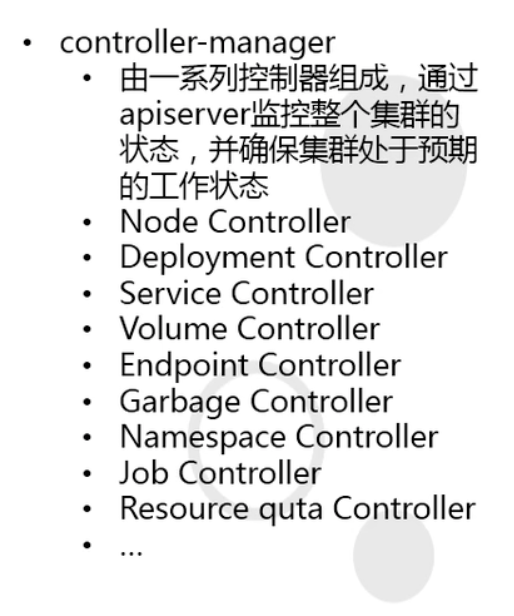 • controller-manager
• 由一系列控制器组成，通过
apiserver监控整个集群的
状态，并确保集群处于预期
的工作状态
• Node Controller
• Deployment Controller
• Service Controller
• Volume Controller
• Endpoint Controller
• Garbage Controller
• Namespace Controller
• Job Controller
• Resource quta Controller
• ...